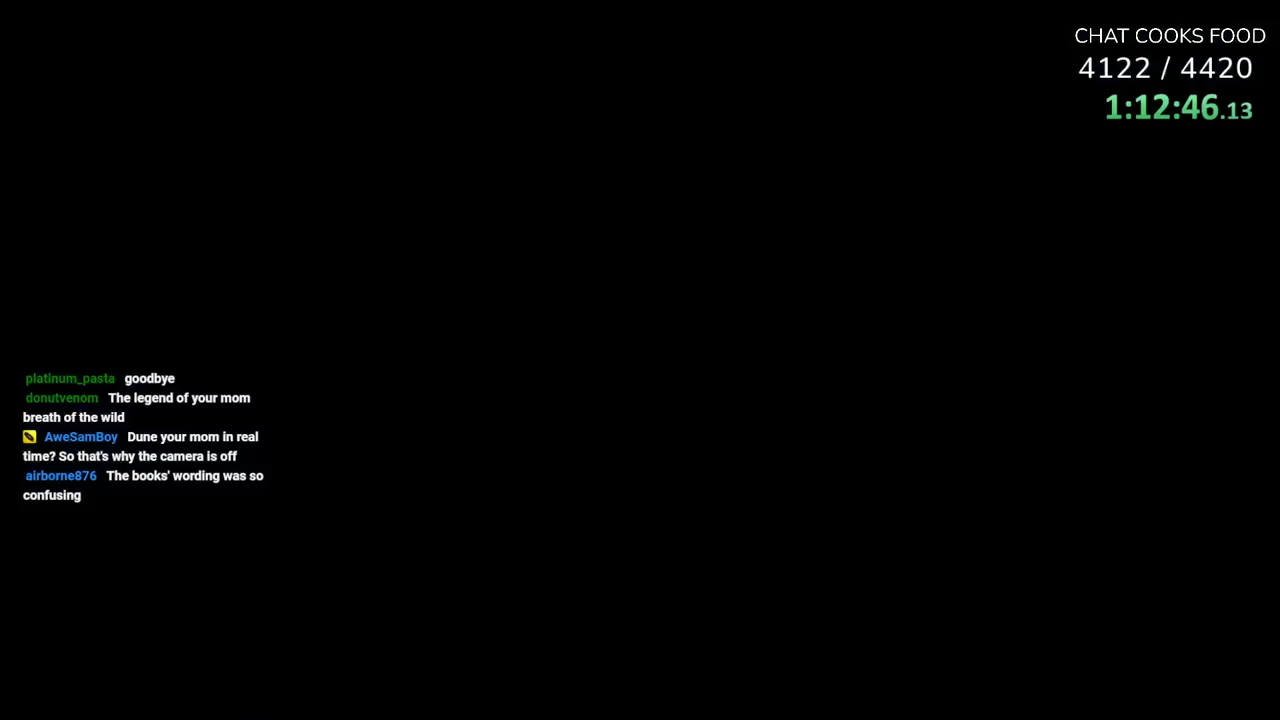 CHAT COOKS FOOD
4122 / 4420
1:12:46.13
platinum_pasta goodbye
donutvenom The legend of your mom
breath of the wild
AweSamBoy Dune your mom in real
time? So that's why the camera is off
airborne876 The books' wording was so
confusing